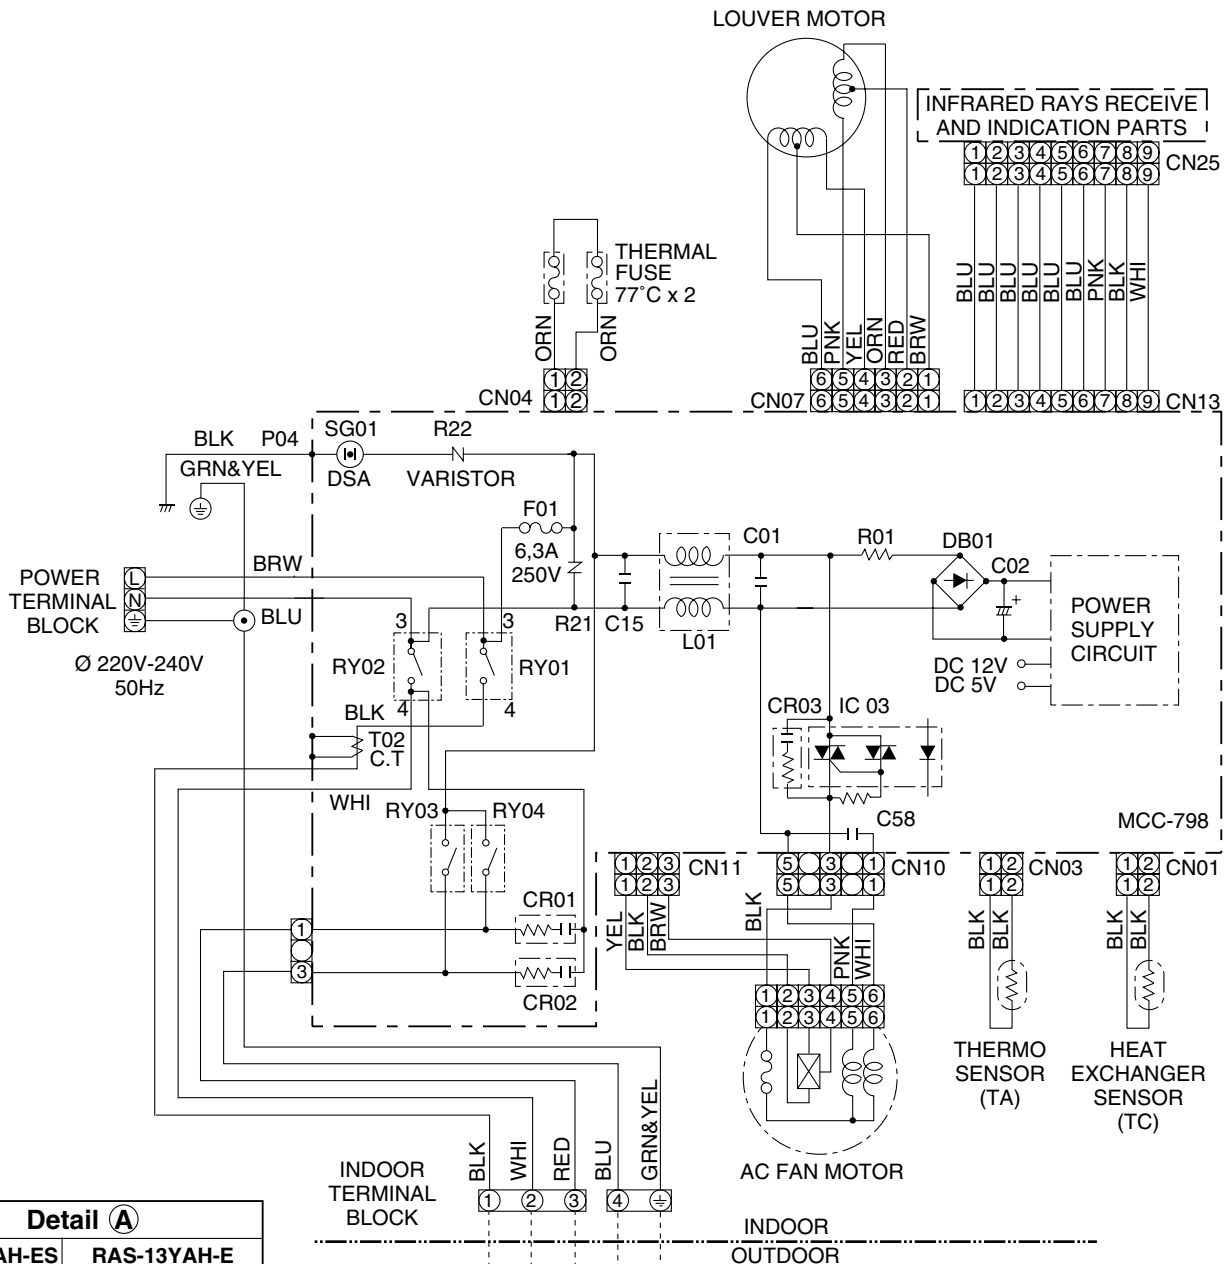 LOUVER MOTOR
INFRARED RAYS RECEIVE
AND INDICATION PARTS
1 2 3 4 5 6 7 8 9
1 2 3 4 5 6 7 8 9
CN25
THERMAL
FUSE
77°C x 2
ORN
ORN
BLU
PNK
YEL
ORN
RED
BRW
BLU
BLU
BLU
BLU
BLU
BLU
PNK
BLK
WHI
CN04
1 2
1 2
CN07
6 5 4 3 2 1
6 5 4 3 2 1
1 2 3 4 5 6 7 8 9
CN13
BLK
P04
SG01
DSA
R22
VARISTOR
GRN&YEL
F01
6,3A
250V
BRW
POWER
TERMINAL
BLOCK
L
N
BLU
Ø 220V-240V
50Hz
3
RY02
4
3
RY01
4
R21
C15
L01
C01
R01
DB01
C02
+
POWER
SUPPLY
CIRCUIT
DC 12V
DC 5V
BLK
T02
C.T
WHI
RY03
RY04
CR03
IC 03
C58
MCC-798
1 2 3
1 2 3
CN11
5 3 1
5 3 1
CN10
1 2
1 2
CN03
1 2
1 2
CN01
1
3
CR01
CR02
YEL
BLK
BRW
BLK
PNK
WHI
BLK
BLK
BLK
BLK
1 2 3 4 5 6
1 2 3 4 5 6
AC FAN MOTOR
THERMO
SENSOR
(TA)
HEAT
EXCHANGER
SENSOR
(TC)
BLK
WHI
RED
BLU
GRN&YEL
INDOOR
TERMINAL
BLOCK
1 2 3 4
INDOOR
OUTDOOR
Detail A
AH-ES
RAS-13YAH-E